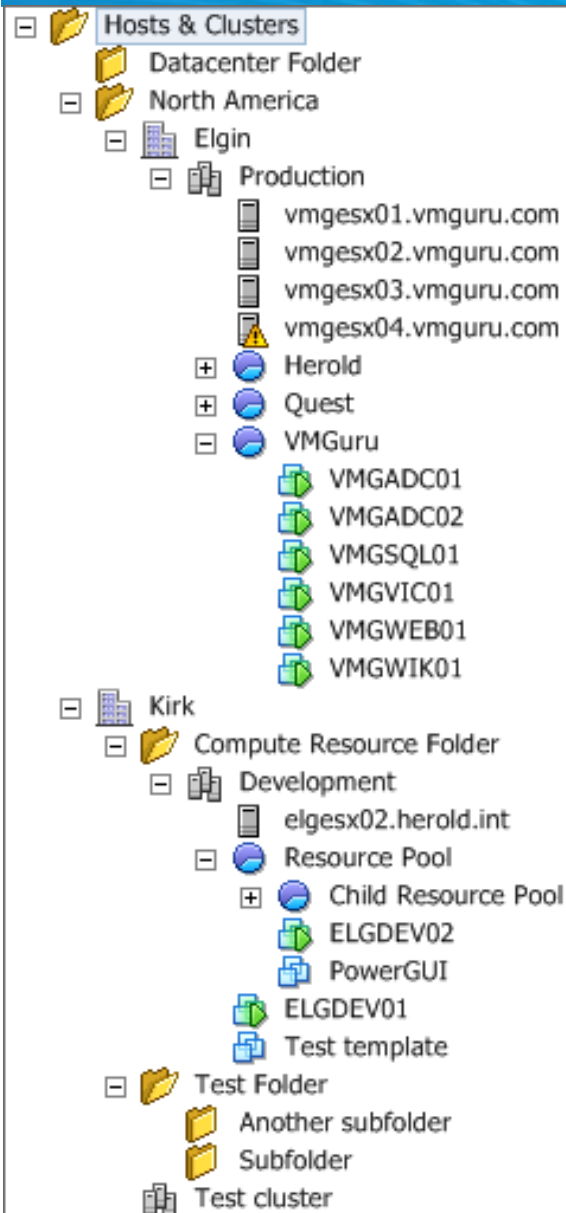 Hosts & Clusters
Datacenter Folder
North America
Elgin
Production
vmgesx01.vmguru.com
vmgesx02.vmguru.com
vmgesx03.vmguru.com
vmgesx04.vmguru.com
Herold
Quest
VMGuru
VMGADC01
VMGADC02
VMGSQL01
VMGVIC01
VMGWEB01
VMGWIK01
Kirk
Compute Resource Folder
Development
elgesx02.herold.int
Resource Pool
Child Resource Pool
ELGDEV02
PowerGUI
ELGDEV01
Test template
Test Folder
Another subfolder
Subfolder
Test cluster